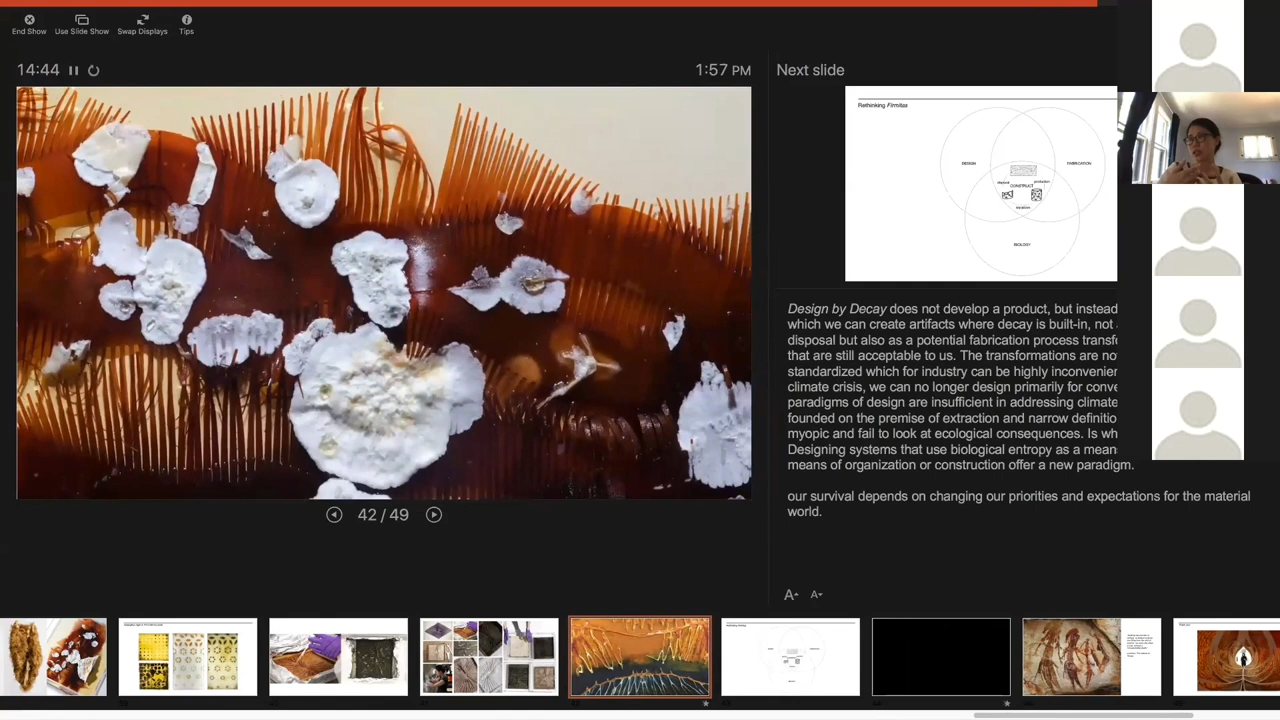 End Show
Use Slide Show
Swap Displays
Tips
14:44
1:57 PM
Next slide
Rethinking Firmitas
DESIGN
FABRICATION
CONSTRUCT
BIOLOGY
Design by Decay does not develop a product, but instead
which we can create artifacts where decay is built-in, not
disposal but also as a potential fabrication process transfo
that are still acceptable to us. The transformations are no
standardized which for industry can be highly inconvenien
climate crisis, we can no longer design primarily for conve
paradigms of design are insufficient in addressing climate
founded on the premise of extraction and narrow definitio
myopic and fail to look at ecological consequences. Is wh
Designing systems that use biological entropy as a mean
means of organization or construction offer a new paradigm.
our survival depends on changing our priorities and expectations for the material
world.
42 / 49
A A